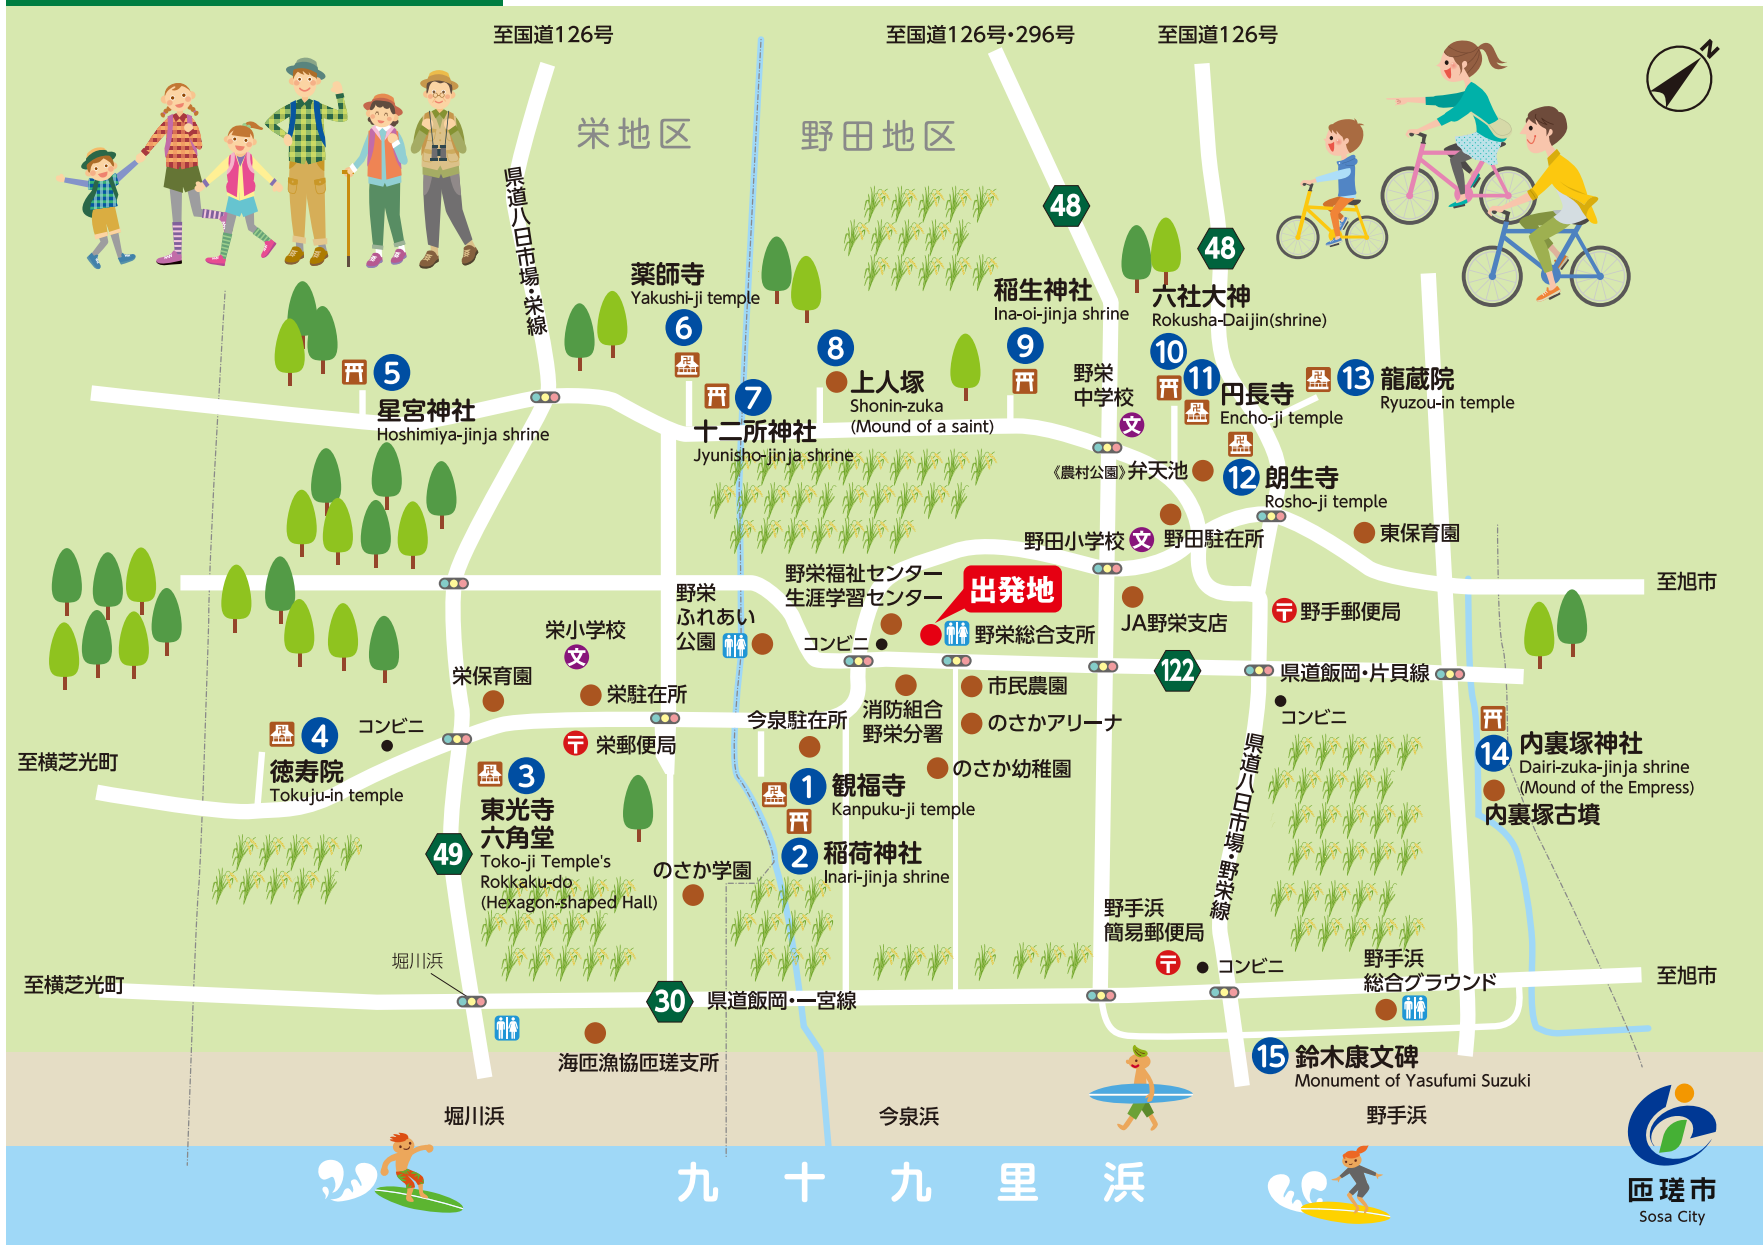 至国道126号
至国道126号・296号
至国道126号
N
栄地区
野田地区
県道八日市場・栄線
48
48
薬師寺
Yakushi-ji temple
6
稲生神社
Ina-oi-jinja shrine
9
六社大神
Rokusha-Daijin(shrine)
10
5
星宮神社
Hoshimiya-jinja shrine
7
十二所神社
Jyunisho-jinja shrine
8
上人塚
Shonin-zuka
(Mound of a saint)
野栄
中学校
文
11
円長寺
Encho-ji temple
13
龍蔵院
Ryuzou-in temple
《農村公園》弁天池
12
朗生寺
Rosho-ji temple
野田小学校
文
野田駐在所
東保育園
至旭市
野栄福祉センター
生涯学習センター
出発地
野栄
ふれあい
公園
コンビニ
野栄総合支所
JA野栄支店
野手郵便局
栄小学校
文
栄保育園
栄駐在所
122
県道飯岡・片貝線
市民農園
消防組合
野栄分署
のさかアリーナ
コンビニ
今泉駐在所
栄郵便局
4
徳寿院
Tokuju-in temple
コンビニ
至横芝光町
3
東光寺
六角堂
Toko-ji Temple's
Rokkaku-do
(Hexagon-shaped Hall)
49
のさか幼稚園
1
観福寺
Kanpuku-ji temple
2
稲荷神社
Inari-jinja shrine
のさか学園
県道八日市場・野栄線
14
内裏塚神社
Dairi-zuka-jinja shrine
(Mound of the Empress)
内裏塚古墳
野手浜
簡易郵便局
コンビニ
野手浜
総合グラウンド
至旭市
堀川浜
至横芝光町
30
県道飯岡・一宮線
海匝漁協匝瑳支所
15
鈴木康文碑
Monument of Yasufumi Suzuki
堀川浜
今泉浜
野手浜
九十九里浜
匝瑳市
Sosa City